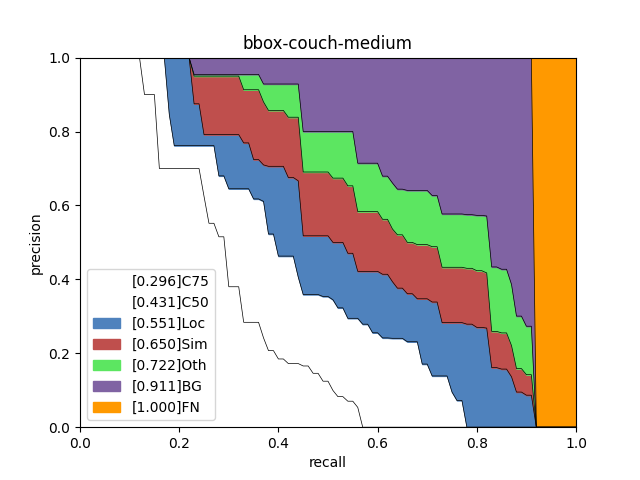 bbox-couch-medium
1.0
0.8
0.6
0.4
0.2
0.0
precision
[0.296]C75
[0.431]C50
[0.551]Loc
[0.650]Sim
[0.722]Oth
[0.911]BG
[1.000]FN
0.0 0.2 0.4 0.6 0.8 1.0
recall